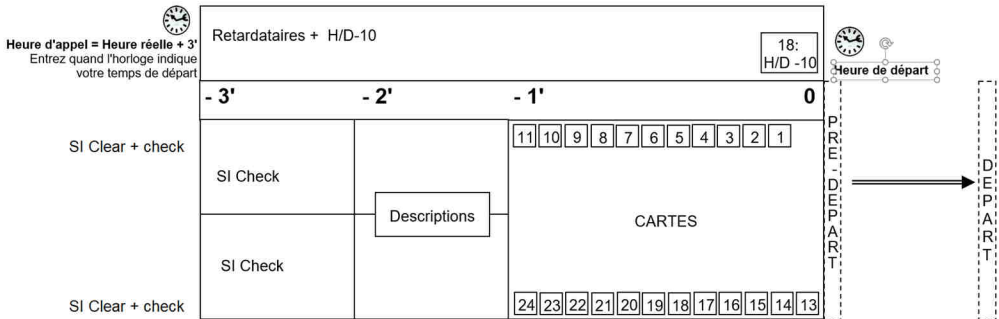 Retardataires + H/D-10
Heure d'appel = Heure réelle + 3'
Entrez quand l'horloge indique
votre temps de départ
18:
H/D -10
Heure de départ
- 3'
- 2'
- 1'
0
SI Clear + check
11 10 9 8 7 6 5 4 3 2 1
SI Check
Descriptions
CARTES
PRE-DEPART
DEPART
SI Check
SI Clear + check
24 23 22 21 20 19 18 17 16 15 14 13